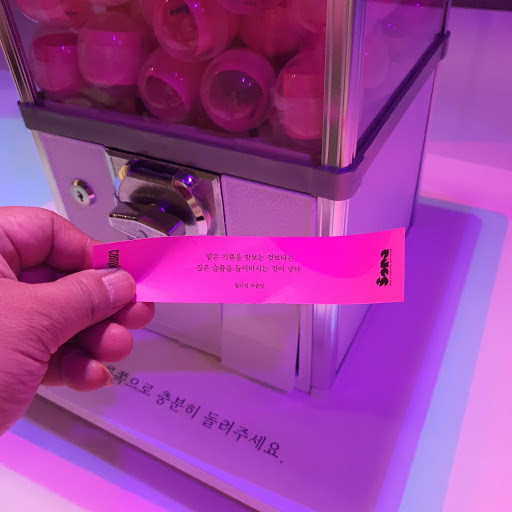 얕은 기쁨을 맛보는 것보다는
깊은 슬픔을 들이마시는 것이 낫다
쪽으로 충분히 돌려주세요.